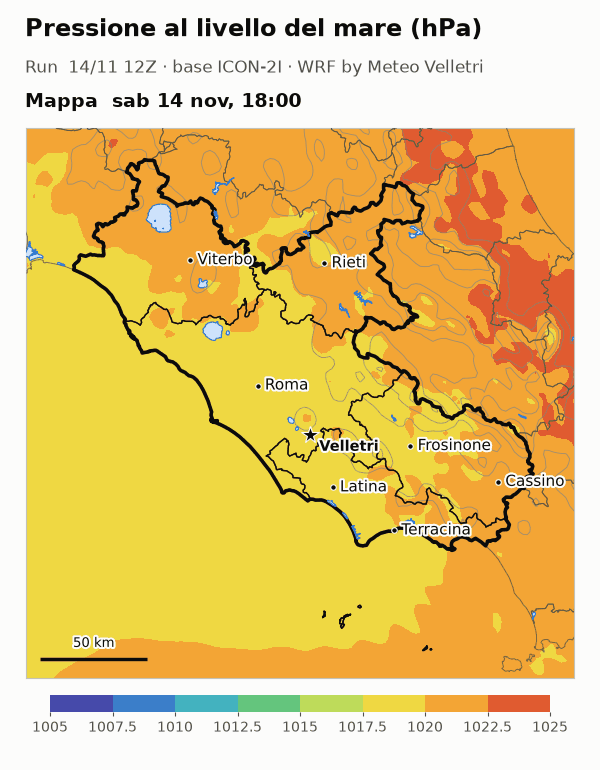 Pressione al livello del mare (hPa)
Run 14/11 12Z · base ICON-2I · WRF by Meteo Velletri
Mappa sab 14 nov, 18:00
Viterbo
Rieti
Roma
Velletri
Frosinone
Latina
Cassino
Terracina
50 km
1005 1007.5 1010 1012.5 1015 1017.5 1020 1022.5 1025